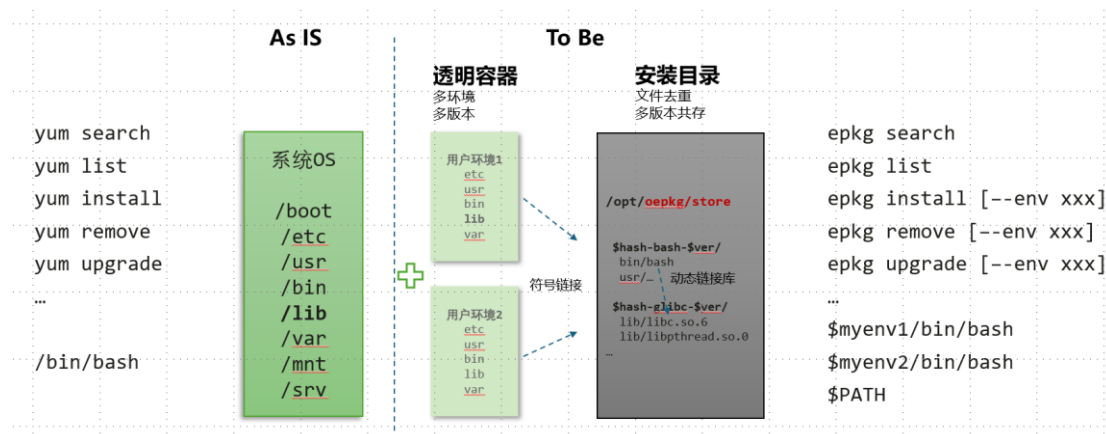 As IS
To Be
yum search
yum list
yum install
yum remove
yum upgrade
…
/bin/bash
系统OS
/boot
/etc
/usr
/bin
/lib
/var
/mnt
/srv
透明容器
多环境
多版本
用户环境1
etc
usr
bin
lib
var
用户环境2
etc
usr
bin
lib
var
符号链接
安装目录
文件去重
多版本共存
/opt/oepkg/store
$hash-bash-$ver/
bin/bash
usr/… 动态链接库
$hash-glibc-$ver/
lib/libc.so.6
lib/libpthread.so.0
…
epkg search
epkg list
epkg install [--env xxx]
epkg remove [--env xxx]
epkg upgrade [--env xxx]
…
$myenv1/bin/bash
$myenv2/bin/bash
$PATH